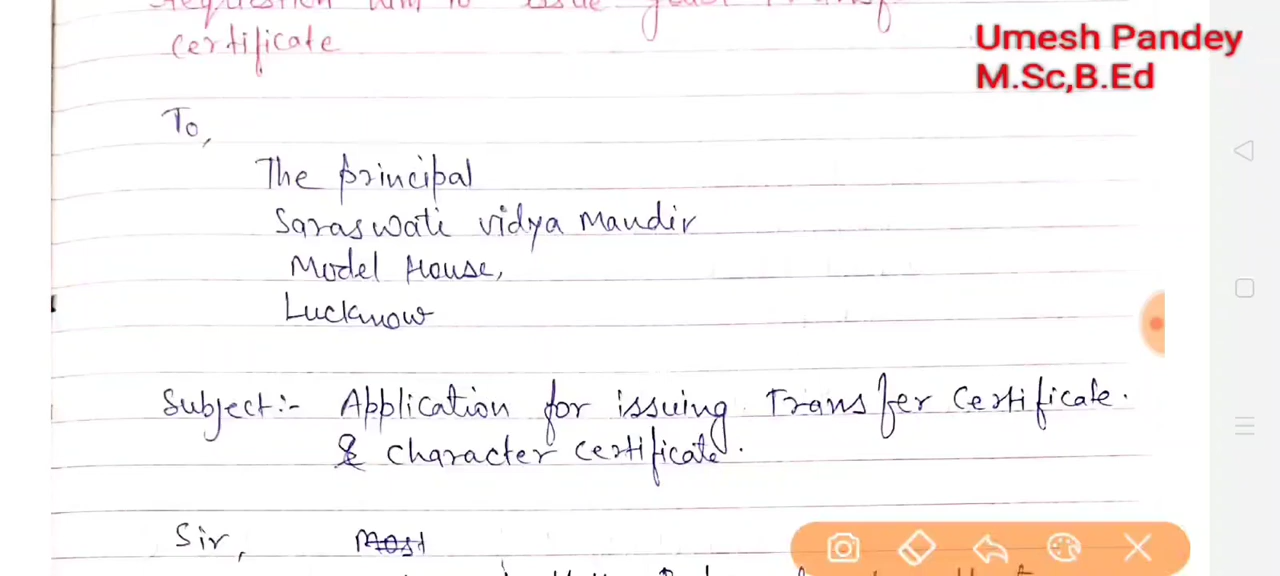 certificate
Umesh Pandey
M.Sc,B.Ed
To,
The principal
Saraswati vidya Mandir
Model House,
Lucknow
Subject:- Application for issuing Transfer Certificate.
& character certificate.
Sir, Most